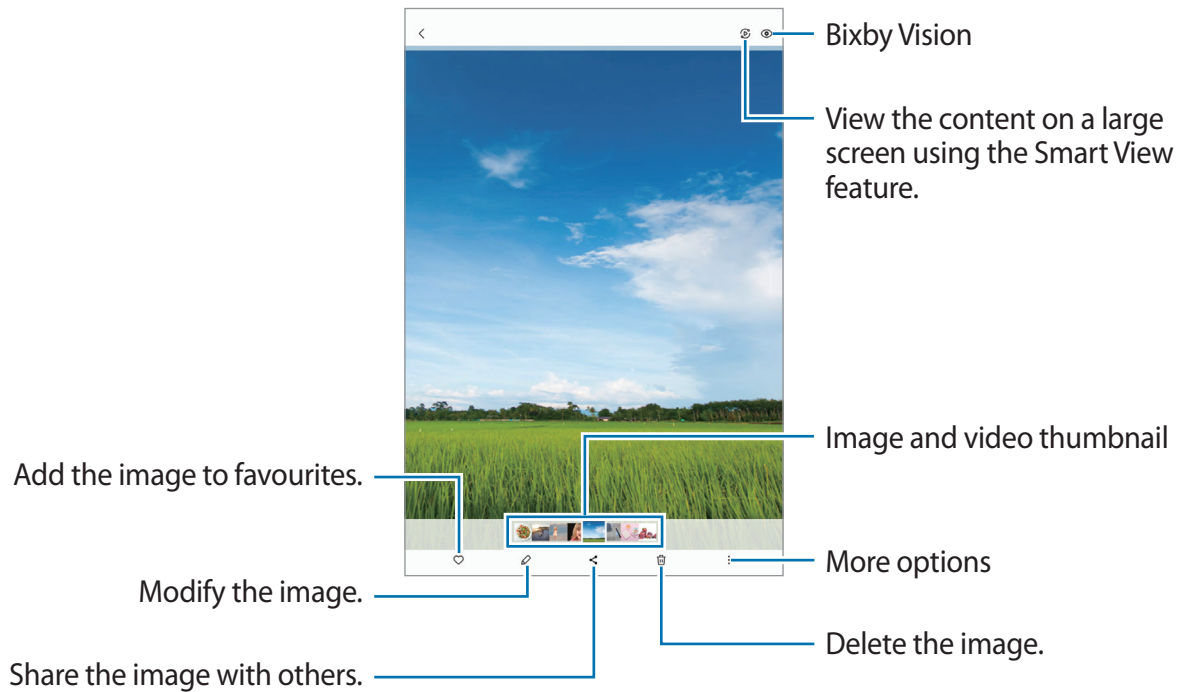 Bixby Vision
View the content on a large
screen using the Smart View
feature.
Image and video thumbnail
Add the image to favourites.
More options
Modify the image.
Delete the image.
Share the image with others.